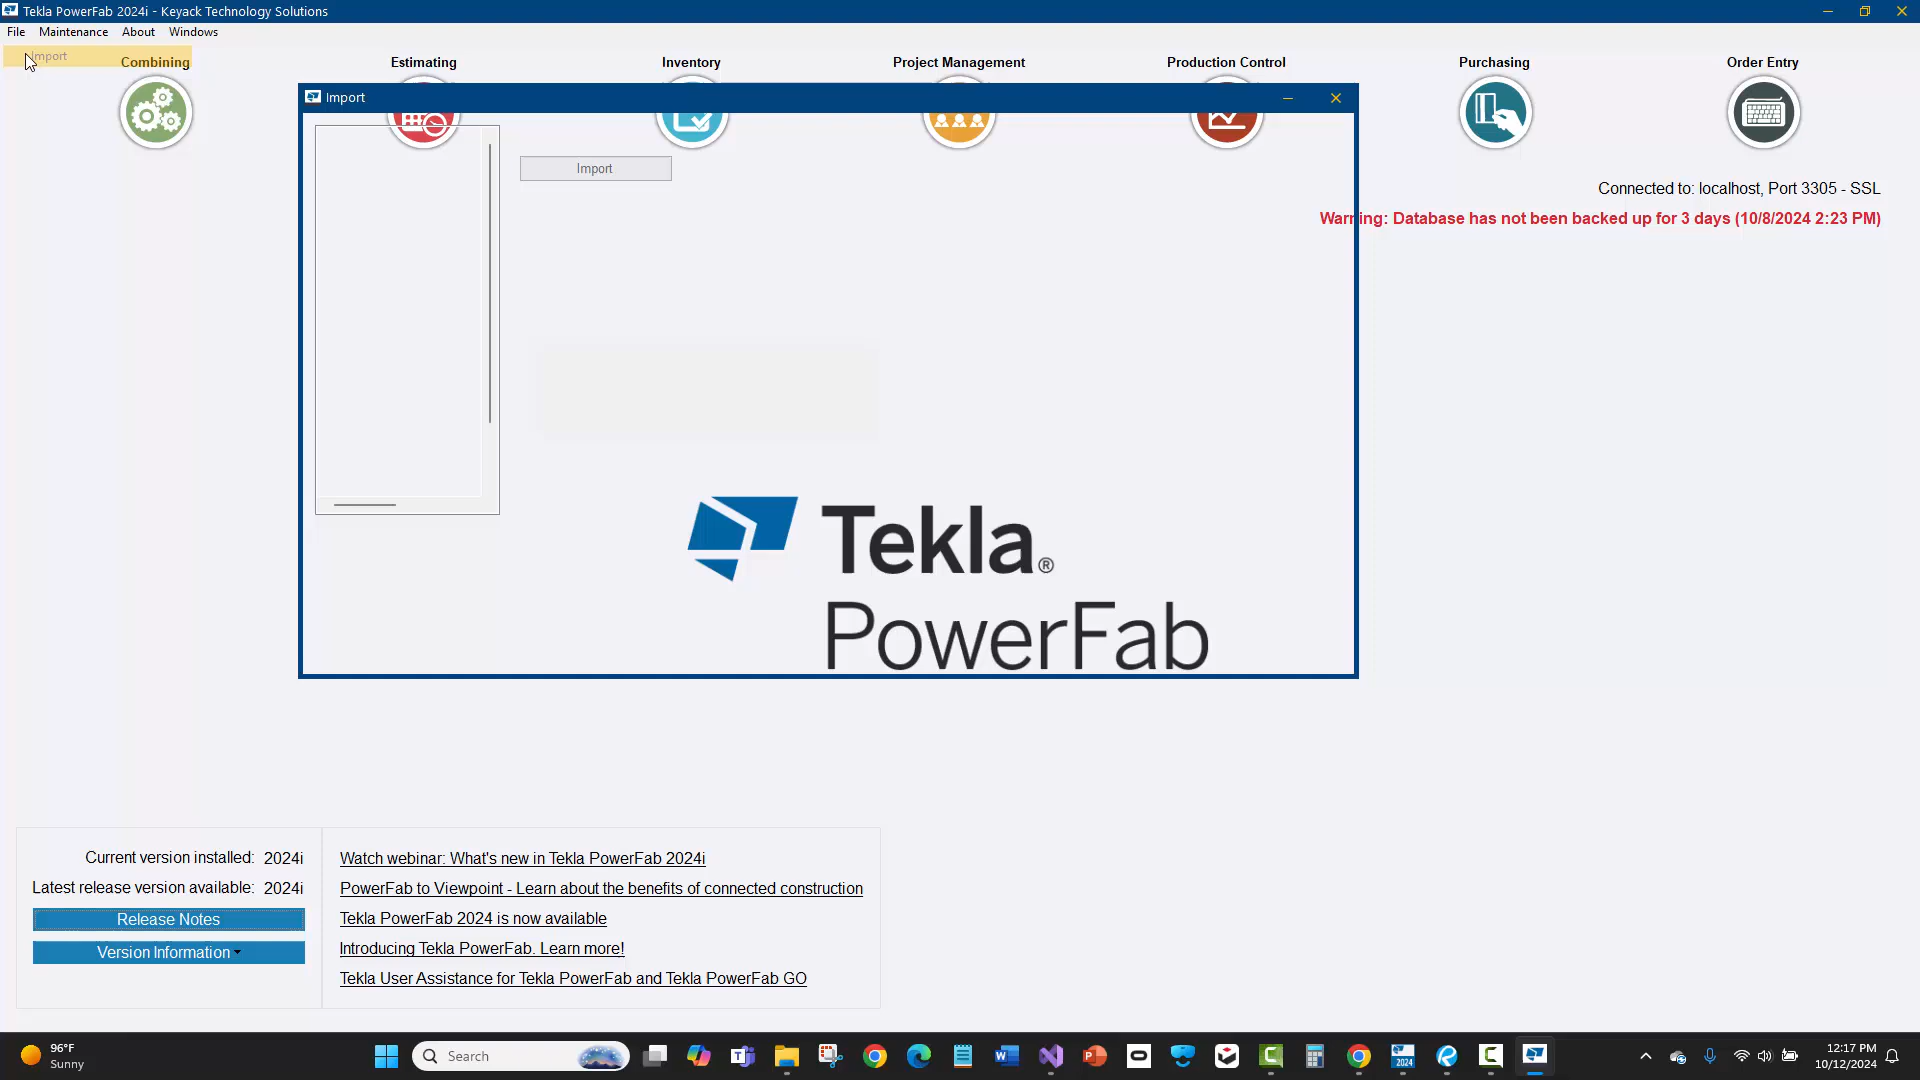 Tekla PowerFab 2024i - Keyack Technology Solutions
File Maintenance About Windows
Import
Combining Estimating Inventory Project Management Production Control Purchasing Order Entry
Import
Import
Connected to: localhost, Port 3305 - SSL
Warning: Database has not been backed up for 3 days (10/8/2024 2:23 PM)
Tekla®
PowerFab
Current version installed: 2024i
Latest release version available: 2024i
Release Notes
Version Information
Watch webinar: What's new in Tekla PowerFab 2024i
PowerFab to Viewpoint - Learn about the benefits of connected construction
Tekla PowerFab 2024 is now available
Introducing Tekla PowerFab. Learn more!
Tekla User Assistance for Tekla PowerFab and Tekla PowerFab GO
96°F
Sunny
Search
2024
12:17 PM
10/12/2024